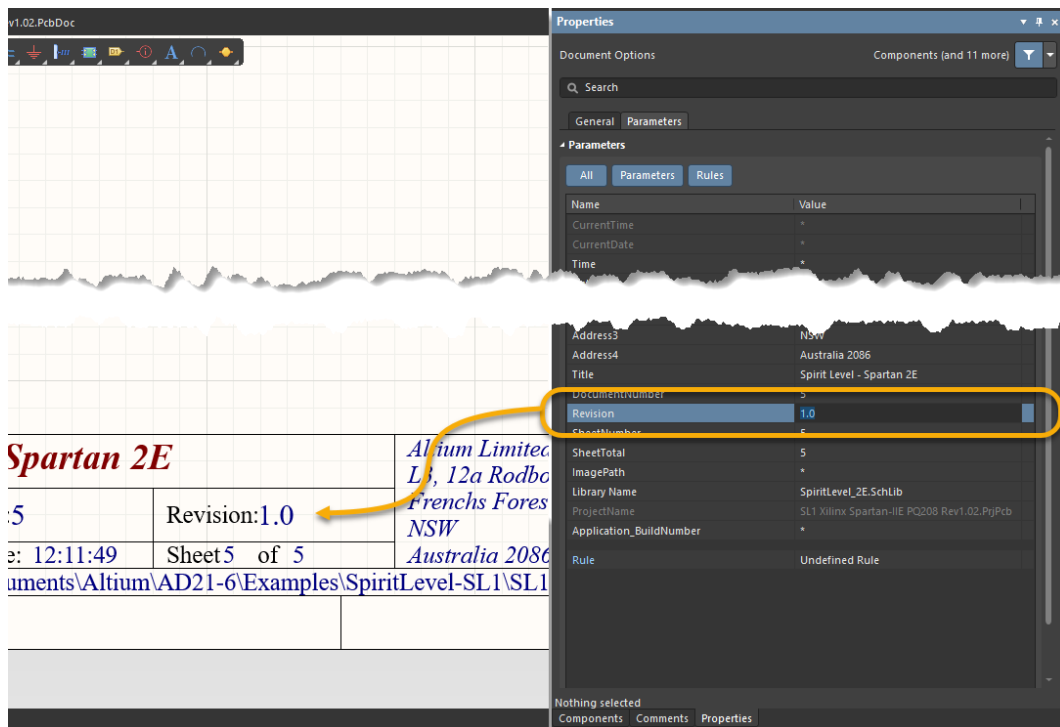 v1.02.PcbDoc
A
Spartan 2E
:5
Revision:1.0
e: 12:11:49
Sheet 5 of 5
Altium Limited
L3, 12a Rodbo
Frenchs Fores
NSW
Australia 2086
uments\Altium\AD21-6\Examples\SpiritLevel-SL1\SL1
Properties
Document Options
Components (and 11 more)
Search
General
Parameters
Parameters
All
Parameters
Rules
Name Value
CurrentTime *
CurrentDate *
Time *
Address3 NSW
Address4 Australia 2086
Title Spirit Level - Spartan 2E
DocumentNumber 5
Revision 1.0
SheetNumber 5
SheetTotal 5
ImagePath *
Library Name SpiritLevel_2E.SchLib
ProjectName SL1 Xilinx Spartan-IIE PQ208 Rev1.02.PrjPcb
Application_BuildNumber *
Rule Undefined Rule
Nothing selected
Components Comments Properties